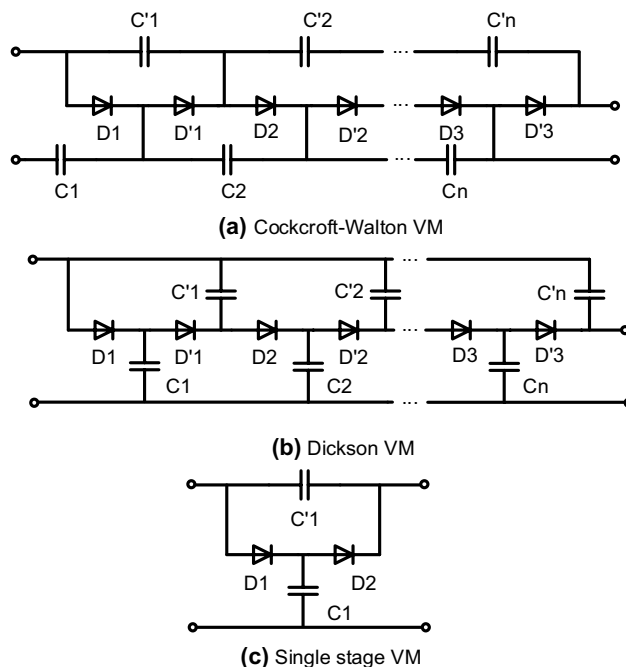 C'1 C'2 ... C'n
D1 D'1 D2 D'2 ... D3 D'3
C1 C2 ... Cn
(a) Cockcroft-Walton VM
...
C'1 C'2 C'n
D1 D'1 D2 D'2 ... D3 D'3
C1 C2 Cn
...
(b) Dickson VM
C'1
D1 D2
C1
(c) Single stage VM